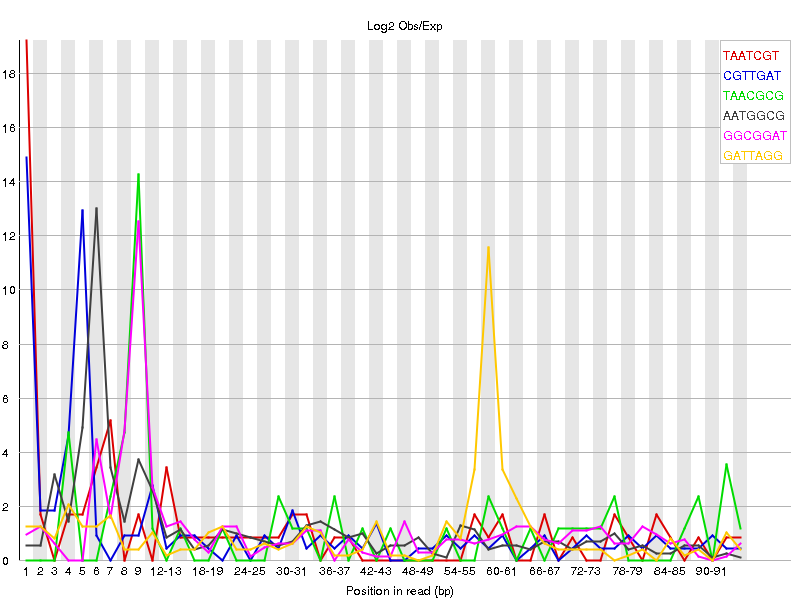 Log2 Obs/Exp
TAATCGT
CGTTGAT
TAACGCG
AATGGCG
GGCGGAT
GATTAGG
18
16
14
12
10
8
6
4
2
0
1 2 3 4 5 6 7 8 9 12-13 18-19 24-25 30-31 36-37 42-43 48-49 54-55 60-61 66-67 72-73 78-79 84-85 90-91
Position in read (bp)